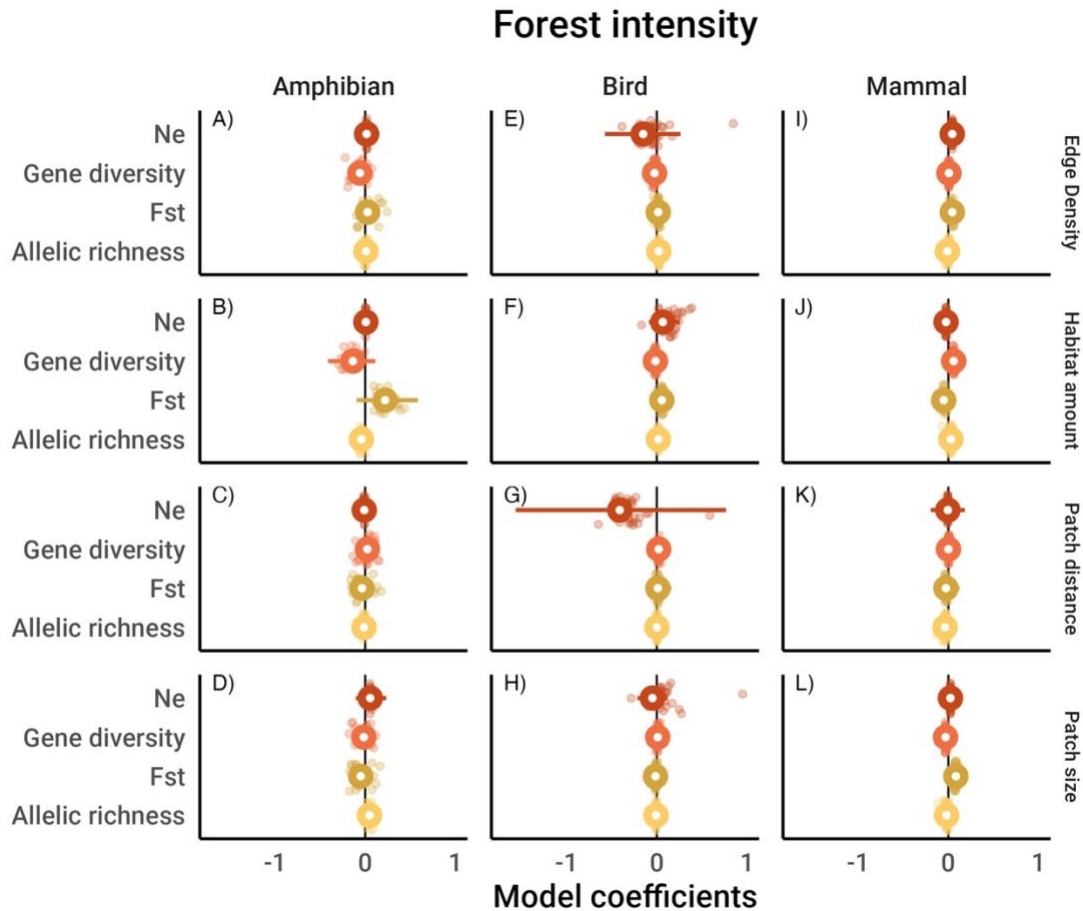 Forest intensity
Amphibian Bird Mammal
A) E) I)
Ne
Gene diversity
Fst
Allelic richness
Edge Density
B) F) J)
Ne
Gene diversity
Fst
Allelic richness
Habitat amount
C) G) K)
Ne
Gene diversity
Fst
Allelic richness
Patch distance
D) H) L)
Ne
Gene diversity
Fst
Allelic richness
Patch size
-1 0 1 -1 0 1 -1 0 1
Model coefficients